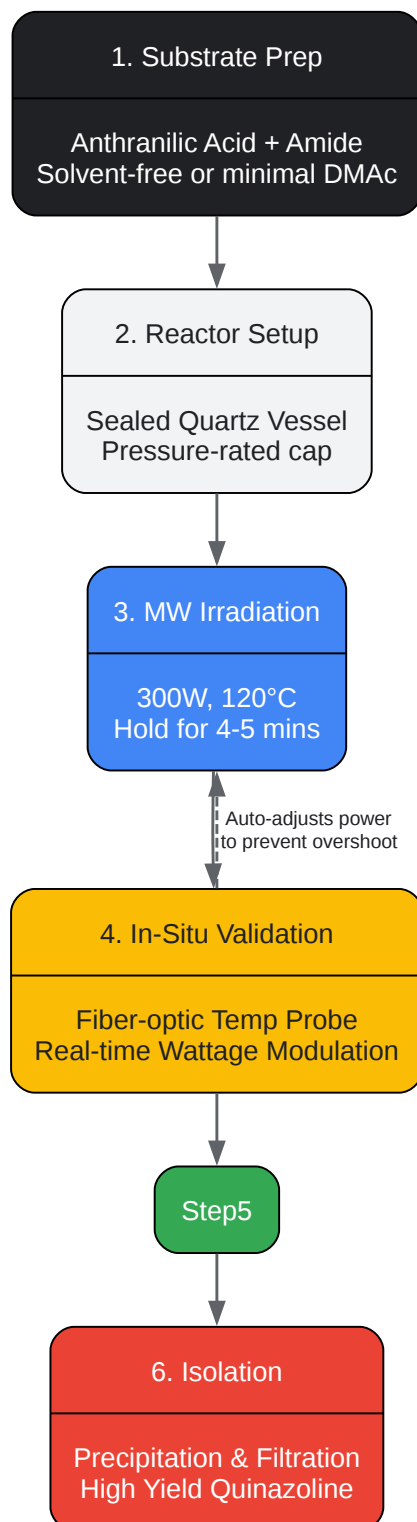 1. Substrate Prep
Anthranilic Acid + Amide
Solvent-free or minimal DMAc
2. Reactor Setup
Sealed Quartz Vessel
Pressure-rated cap
3. MW Irradiation
300W, 120°C
Hold for 4-5 mins
Auto-adjusts power
to prevent overshoot
4. In-Situ Validation
Fiber-optic Temp Probe
Real-time Wattage Modulation
Step5
6. Isolation
Precipitation & Filtration
High Yield Quinazoline